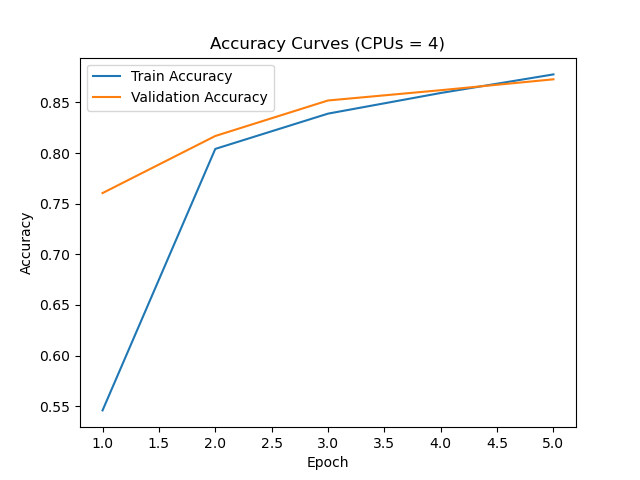 Accuracy Curves (CPUs = 4)
Train Accuracy
Validation Accuracy
Accuracy
0.85
0.80
0.75
0.70
0.65
0.60
0.55
1.0 1.5 2.0 2.5 3.0 3.5 4.0 4.5 5.0
Epoch